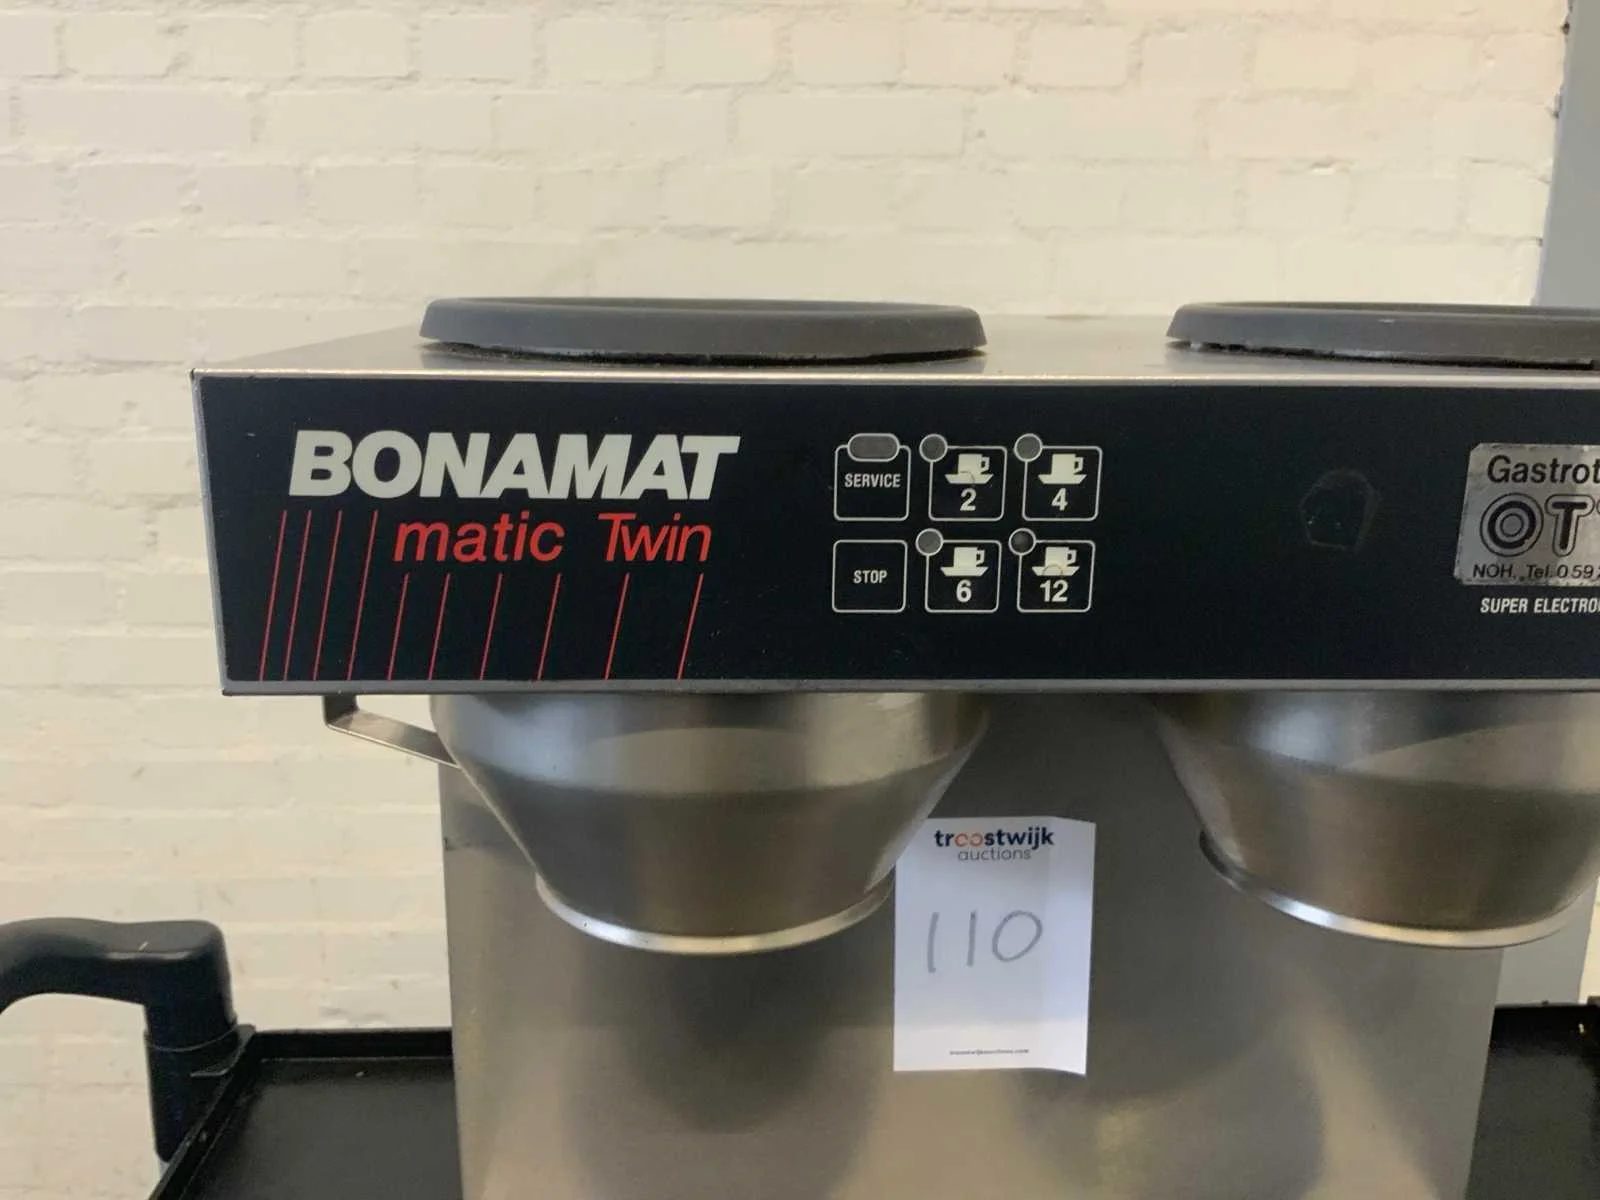 BONAMAT
matic Twin
SERVICE
2
4
STOP
6
12
Gastrot
OT
NOH. Tel. 059
SUPER ELECTRO
troostwijk
auctions
110